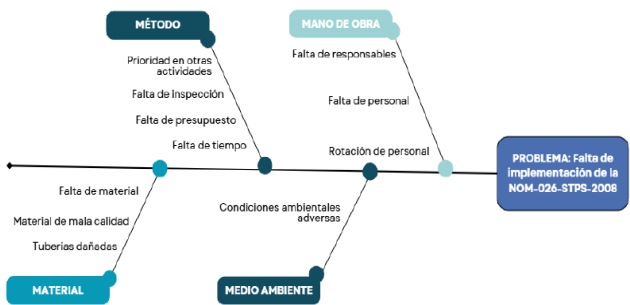 MÉTODO
Prioridad en otras
actividades
Falta de Inspección
Falta de presupuesto
Falta de tiempo
MANO DE OBRA
Falta de responsables
Falta de personal
Rotación de personal
PROBLEMA: Falta de
implementación de la
NOM-026-STPS-2008
Falta de material
Material de mala calidad
Tuberias dañadas
MATERIAL
Condiciones ambientales
adversas
MEDIO AMBIENTE